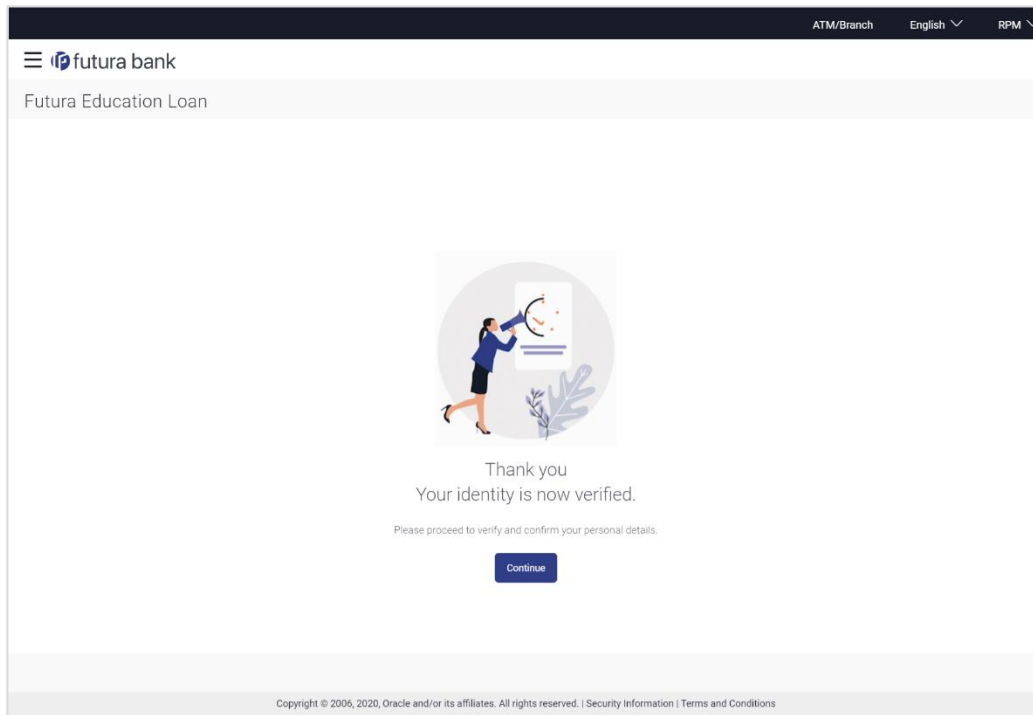 ATM/Branch English RPM
futura bank
Futura Education Loan
Thank you
Your identity is now verified.
Please proceed to verify and confirm your personal details.
Continue
Copyright © 2006, 2020, Oracle and/or its affiliates. All rights reserved. | Security Information | Terms and Conditions